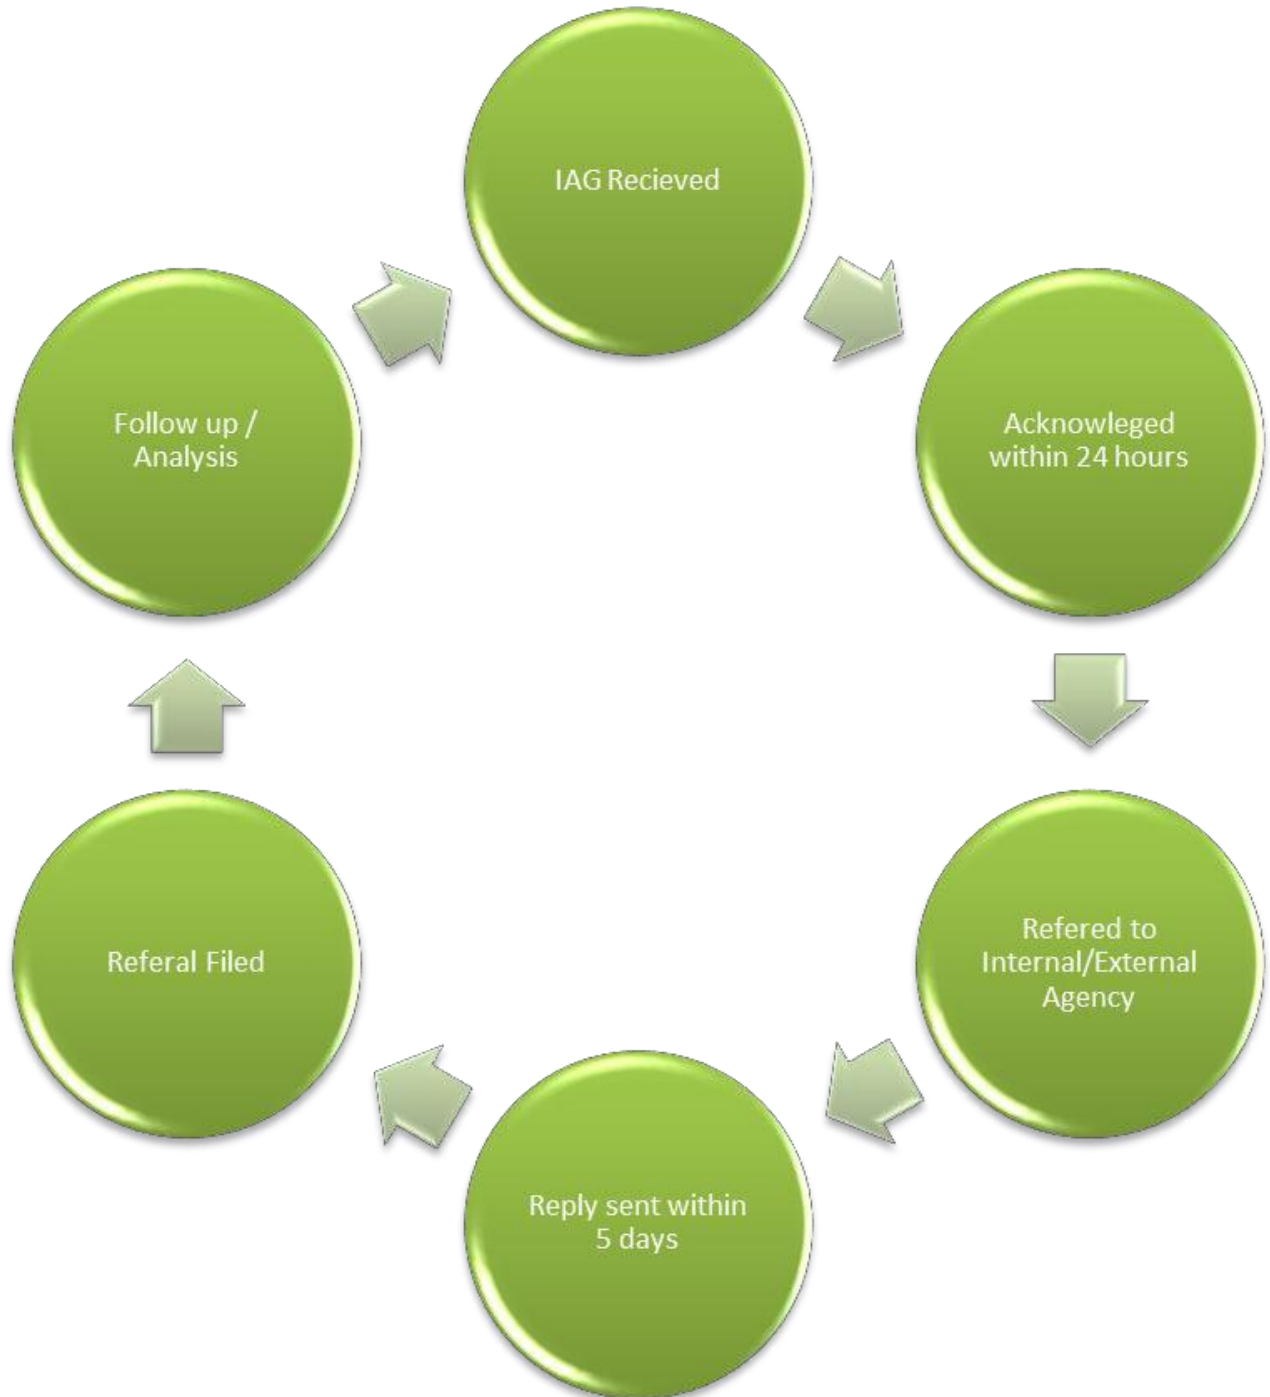 IAG Recieved
Acknowleged
within 24 hours
Refered to
Internal/External
Agency
Reply sent within
5 days
Referal Filed
Follow up /
Analysis